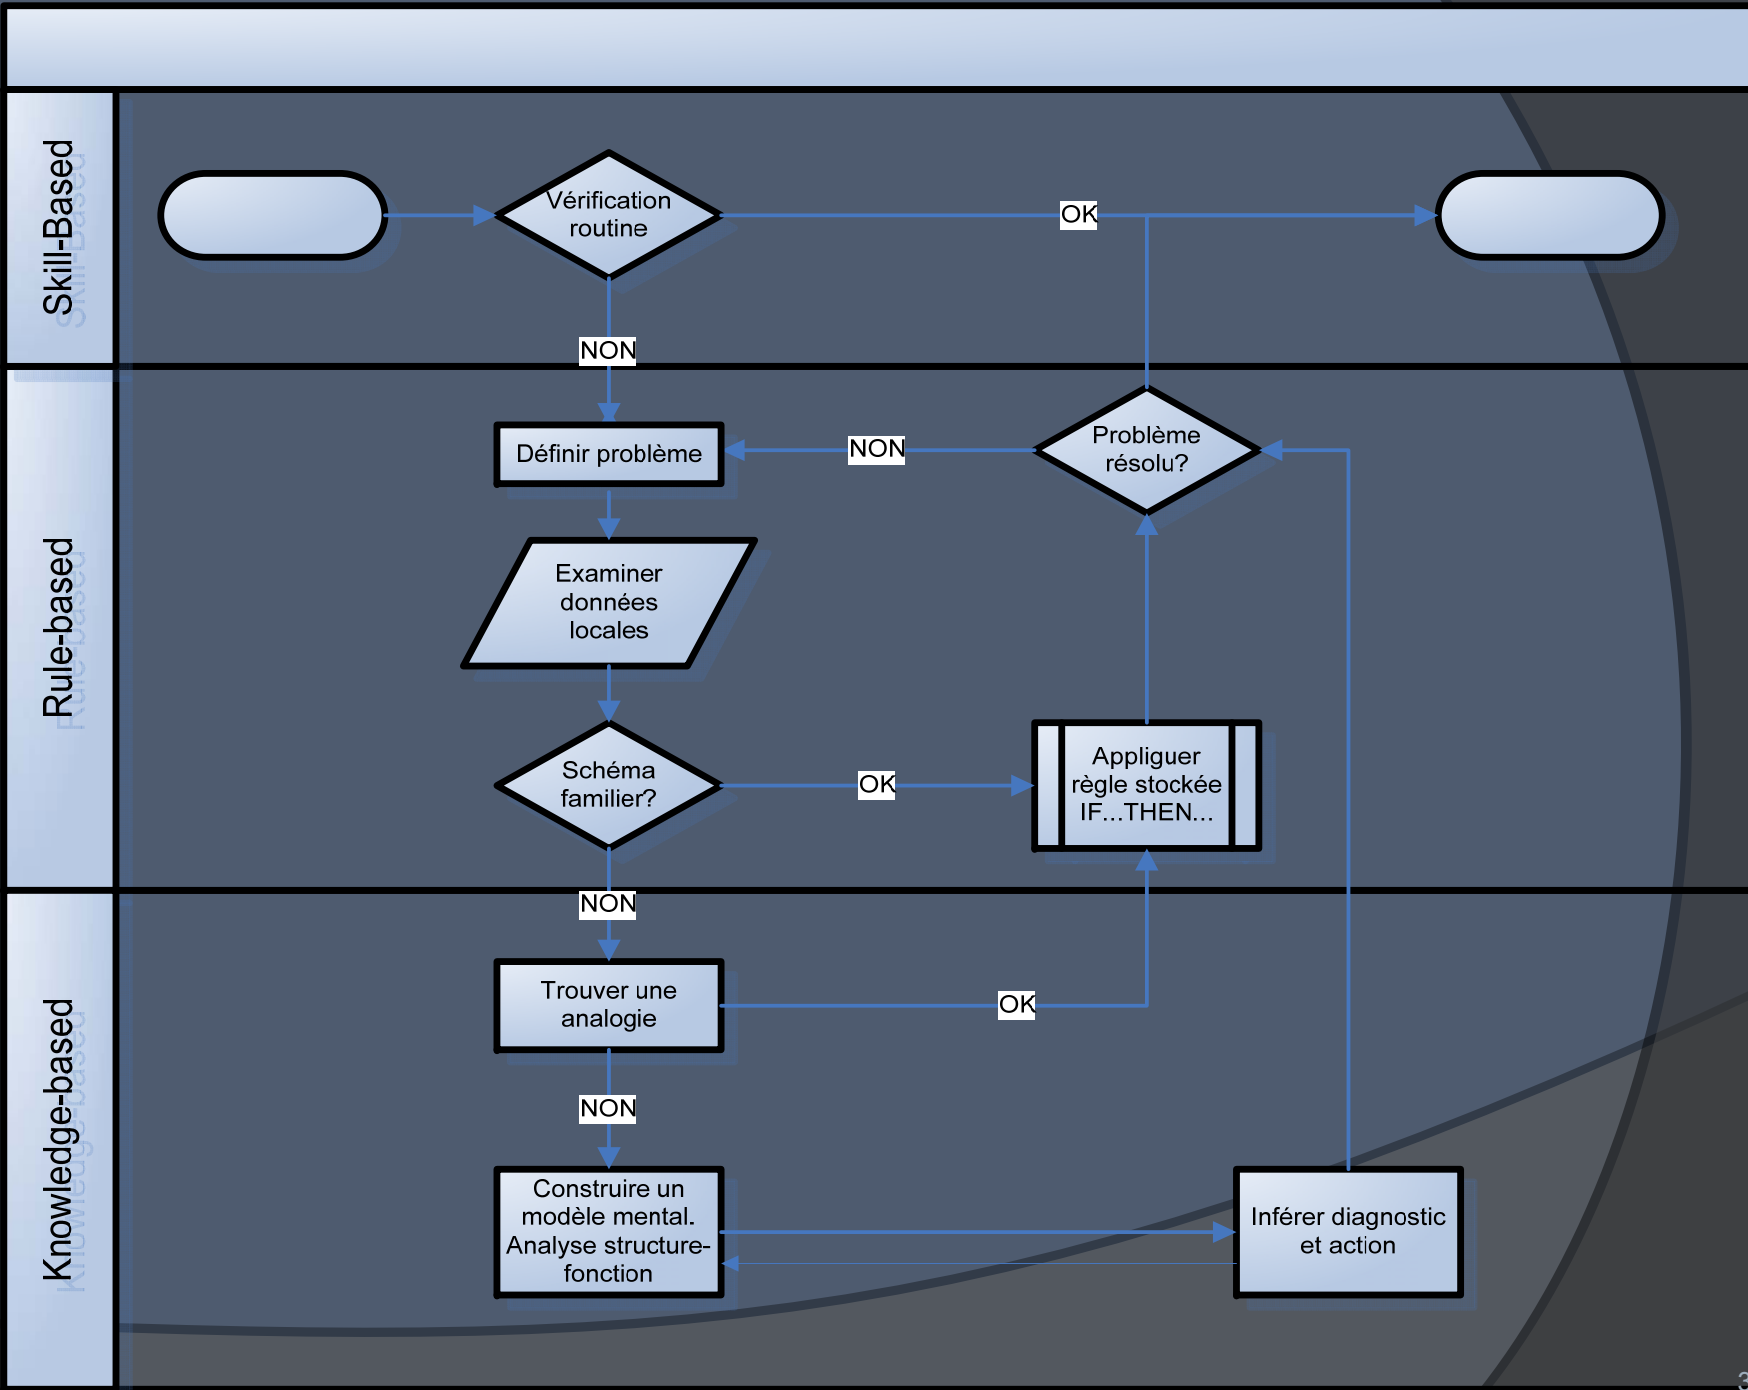 Skill-Based
Vérification
routine
OK
NON
Rule-based
Définir problème
NON
Problème
résolu?
Examiner
données
locales
Schéma
familier?
OK
Appliguer
règle stockée
IF...THEN...
Knowledge-based
NON
Trouver une
analogie
OK
NON
Construire un
modèle mental.
Analyse structure-
fonction
Inférer diagnostic
et action
3